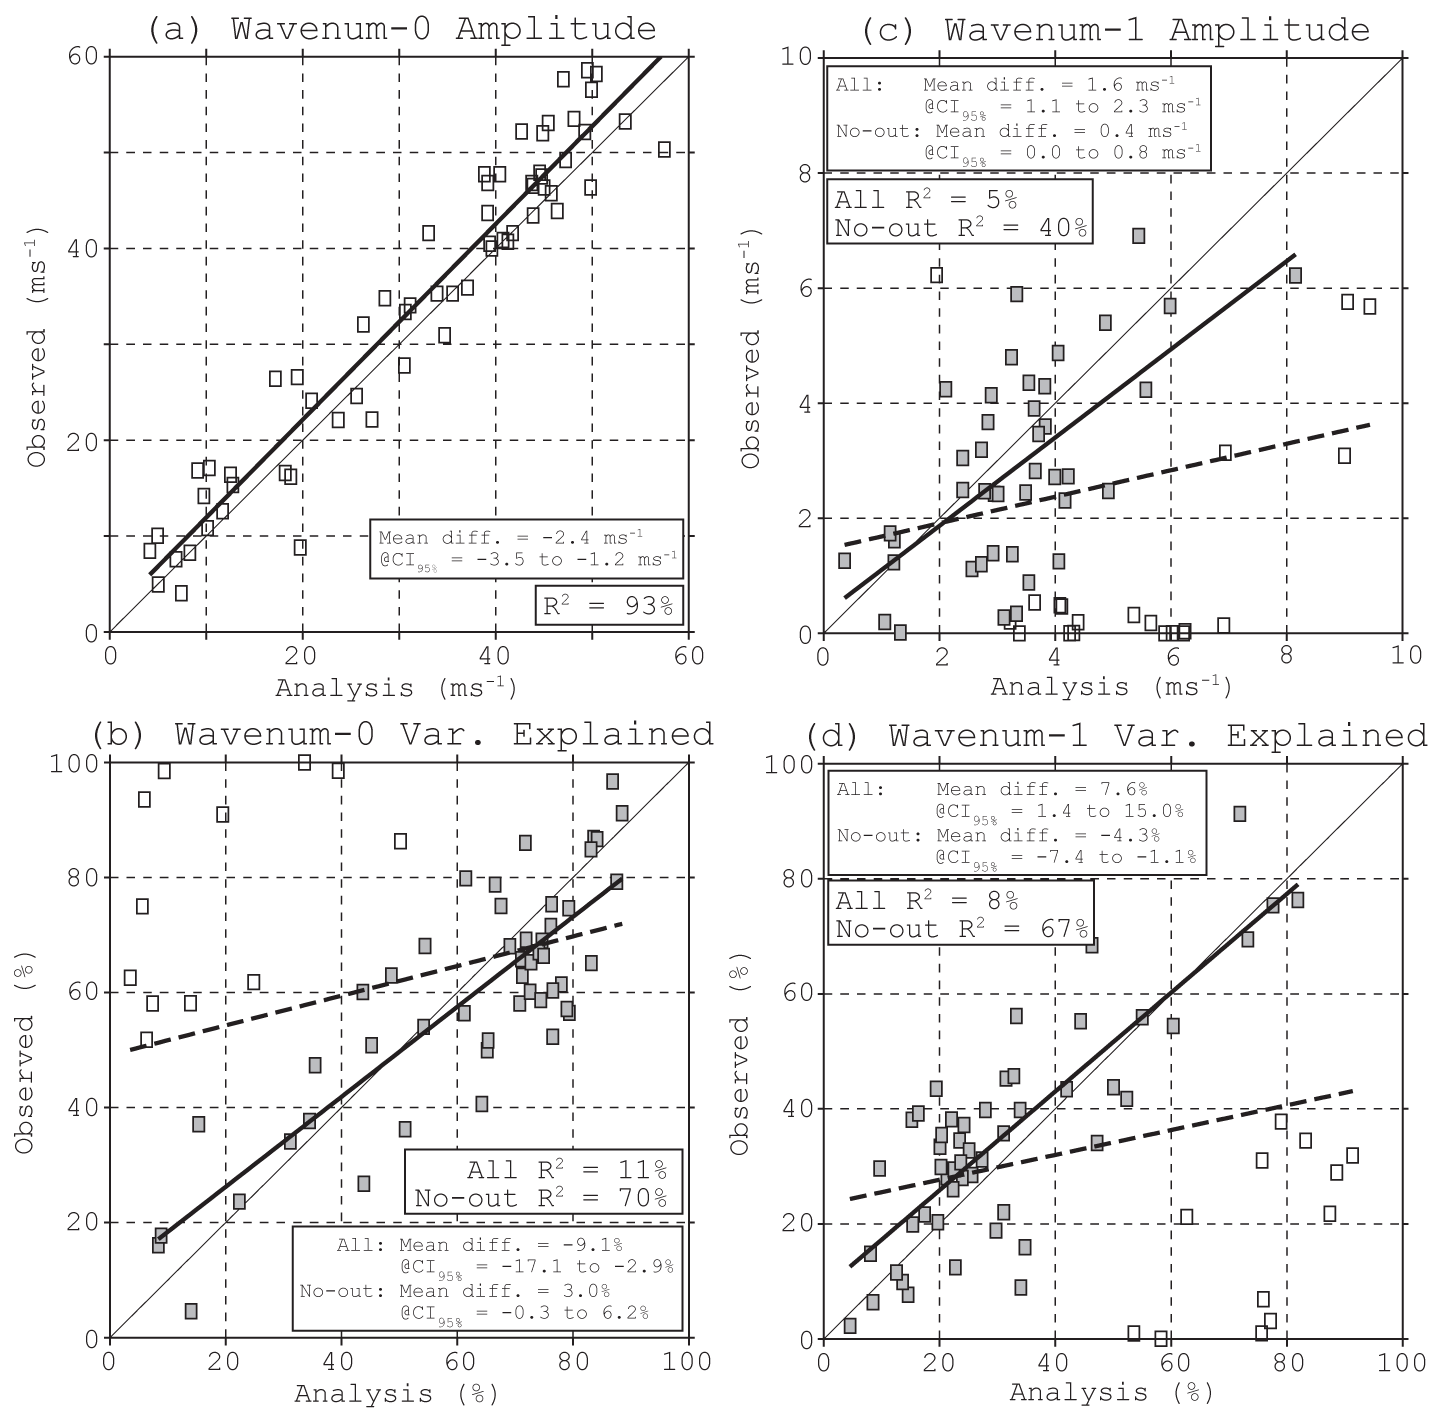 (a) Wavenum-0 Amplitude
60
40
20
0
0 20 40 60
Observed (ms⁻¹)
Analysis (ms⁻¹)
Mean diff. = -2.4 ms⁻¹
@CI95% = -3.5 to -1.2 ms⁻¹
R² = 93%
(c) Wavenum-1 Amplitude
10
8
6
4
2
0
0 2 4 6 8 10
Observed (ms⁻¹)
Analysis (ms⁻¹)
All: Mean diff. = 1.6 ms⁻¹
@CI95% = 1.1 to 2.3 ms⁻¹
No-out: Mean diff. = 0.4 ms⁻¹
@CI95% = 0.0 to 0.8 ms⁻¹
All R² = 5%
No-out R² = 40%
(b) Wavenum-0 Var. Explained
100
80
60
40
20
0
0 20 40 60 80 100
Observed (%)
Analysis (%)
All R² = 11%
No-out R² = 70%
All: Mean diff. = -9.1%
@CI95% = -17.1 to -2.9%
No-out: Mean diff. = 3.0%
@CI95% = -0.3 to 6.2%
(d) Wavenum-1 Var. Explained
100
80
60
40
20
0
0 20 40 60 80 100
Observed (%)
Analysis (%)
All: Mean diff. = 7.6%
@CI95% = 1.4 to 15.0%
No-out: Mean diff. = -4.3%
@CI95% = -7.4 to -1.1%
All R² = 8%
No-out R² = 67%